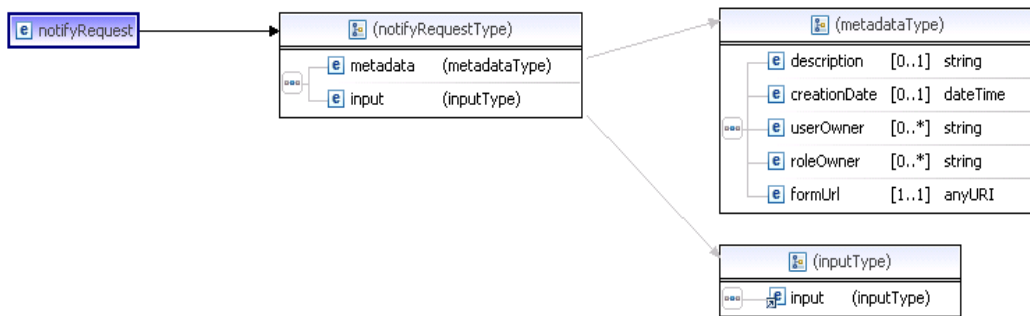 e notifyRequest
(notifyRequestType)
e metadata (metadataType)
e input (inputType)
(metadataType)
e description [0..1] string
e creationDate [0..1] dateTime
e userOwner [0..*] string
e roleOwner [0..*] string
e formUrl [1..1] anyURI
(inputType)
e input (inputType)